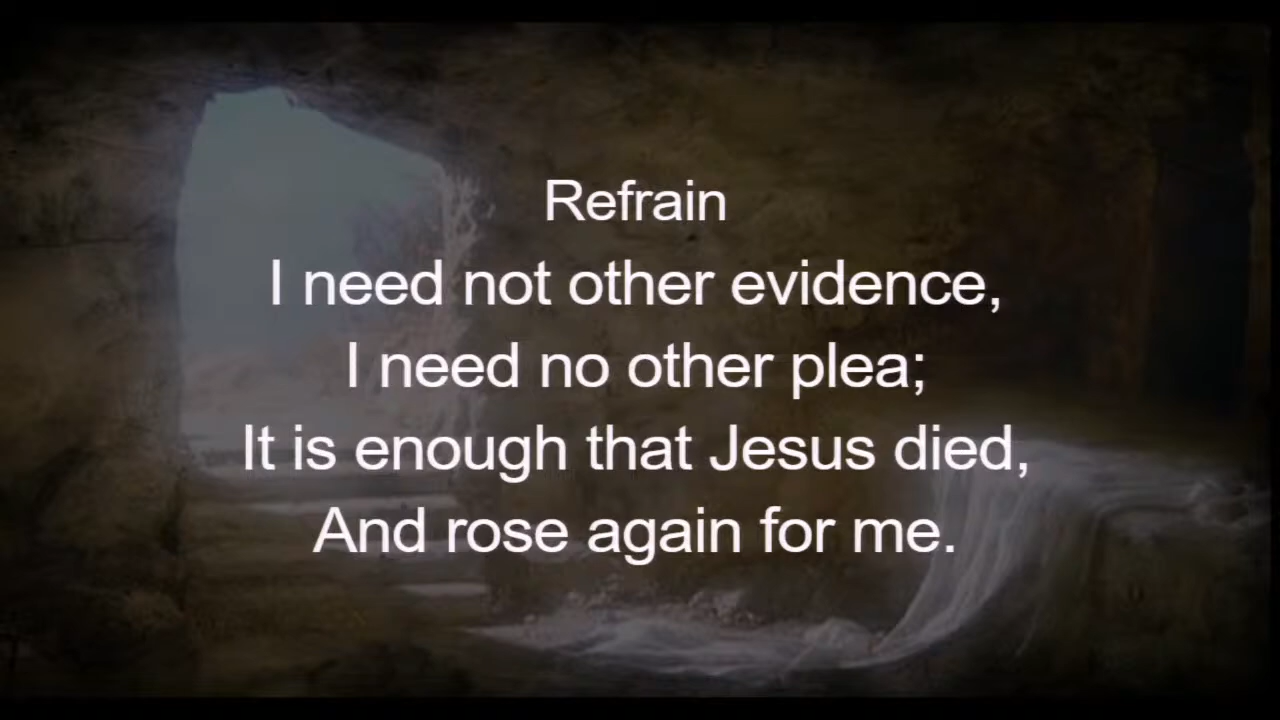 Refrain
I need not other evidence,
I need no other plea;
It is enough that Jesus died,
And rose again for me.